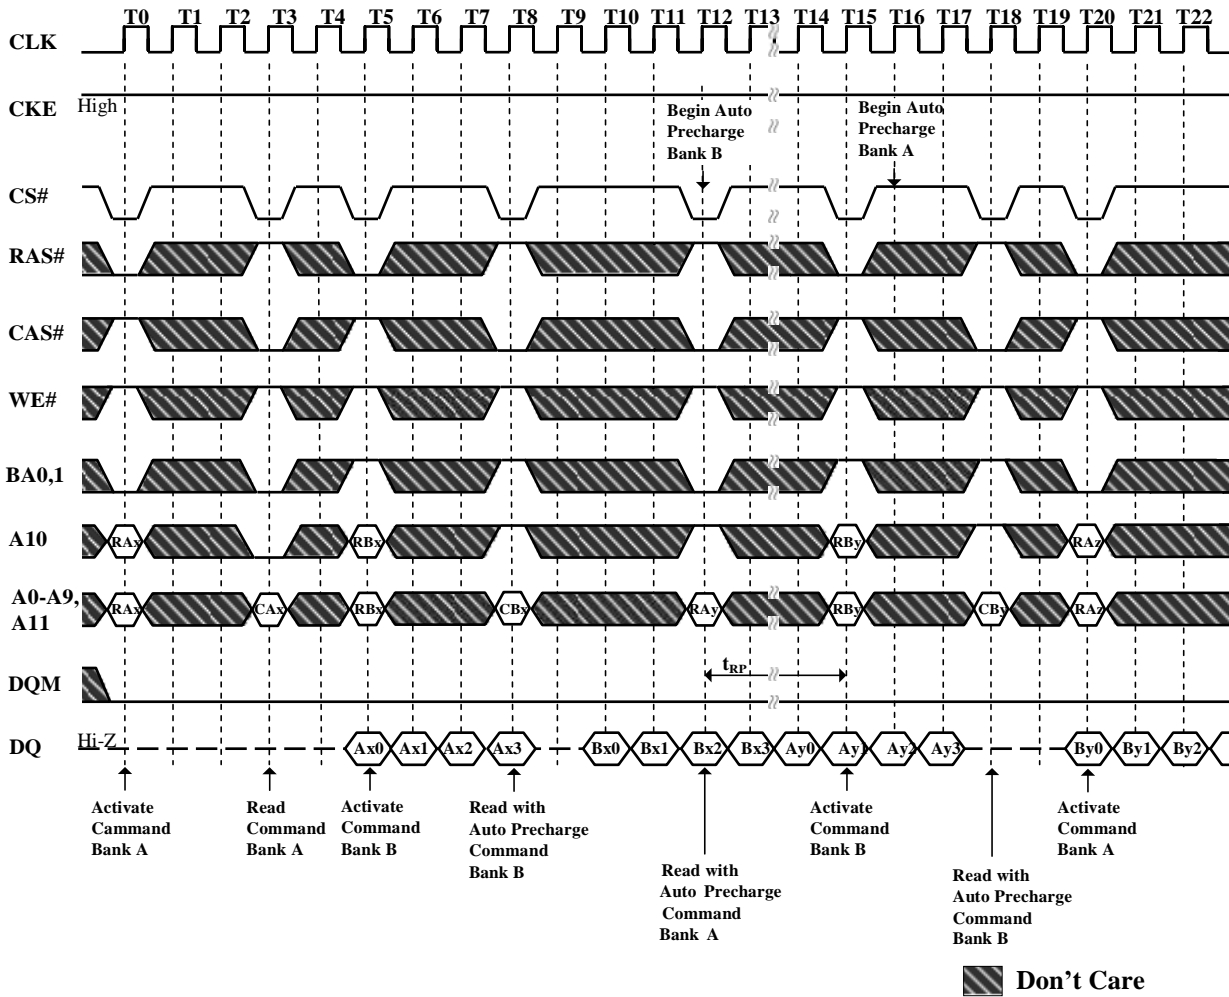 T0 T1 T2 T3 T4 T5 T6 T7 T8 T9 T10 T11 T12 T13 T14 T15 T16 T17 T18 T19 T20 T21 T22
CLK
CKE High
Begin Auto
Precharge
Bank B
Begin Auto
Precharge
Bank A
CS#
RAS#
CAS#
WE#
BA0,1
A10 RAx RBx RBy RAz
A0-A9,
A11
RAx CAx RBx CBx RAy RBy CBy RAz
tRP
DQM
DQ Hi-Z Ax0 Ax1 Ax2 Ax3 Bx0 Bx1 Bx2 Bx3 Ay0 Ay1 Ay2 Ay3 By0 By1 By2
Activate
Cammand
Bank A
Read
Command
Bank A
Activate
Command
Bank B
Read with
Auto Precharge
Command
Bank B
Read with
Auto Precharge
Command
Bank A
Activate
Command
Bank B
Read with
Auto Precharge
Command
Bank B
Activate
Command
Bank A
Don't Care